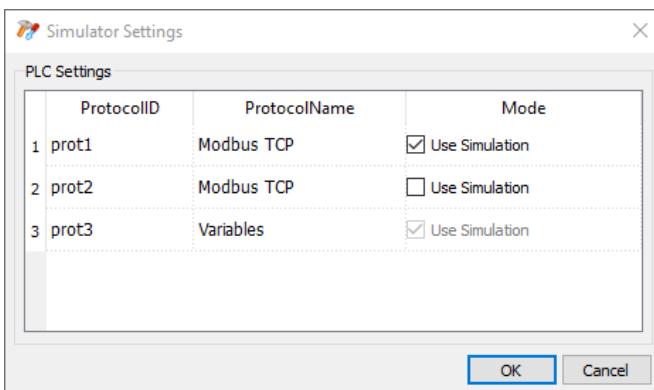 Simulator Settings
PLC Settings
ProtocolID ProtocolName Mode
1 prot1 Modbus TCP Use Simulation
2 prot2 Modbus TCP Use Simulation
3 prot3 Variables Use Simulation
OK Cancel